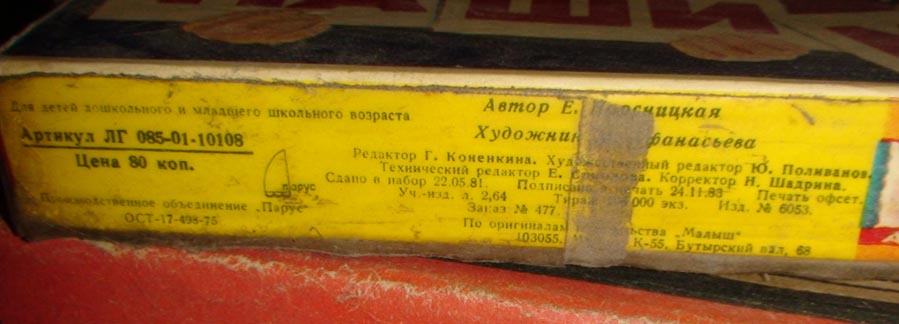 НАШИ
Для детей дошкольного и младшего школьного возраста
Артикул ЛГ 085-01-10108
Цена 80 коп.
парус
Производственное объединение „Парус"
ОСТ-17-498-75
Автор Е.
Художник
Редактор Г. Коненкина. Художественный редактор Ю. Поливанов.
Технический редактор Е. Корректор Н. Шадрина.
Сдано в набор 22.05.81. Подписано в печать 24.11.83 Печать офсет.
Уч.-изд. л. 2,64 Тираж 000 экз. Изд. № 6053.
Заказ № 477.
По оригиналам издательства „Малыш"
103055, К-55, Бутырский вал, 68